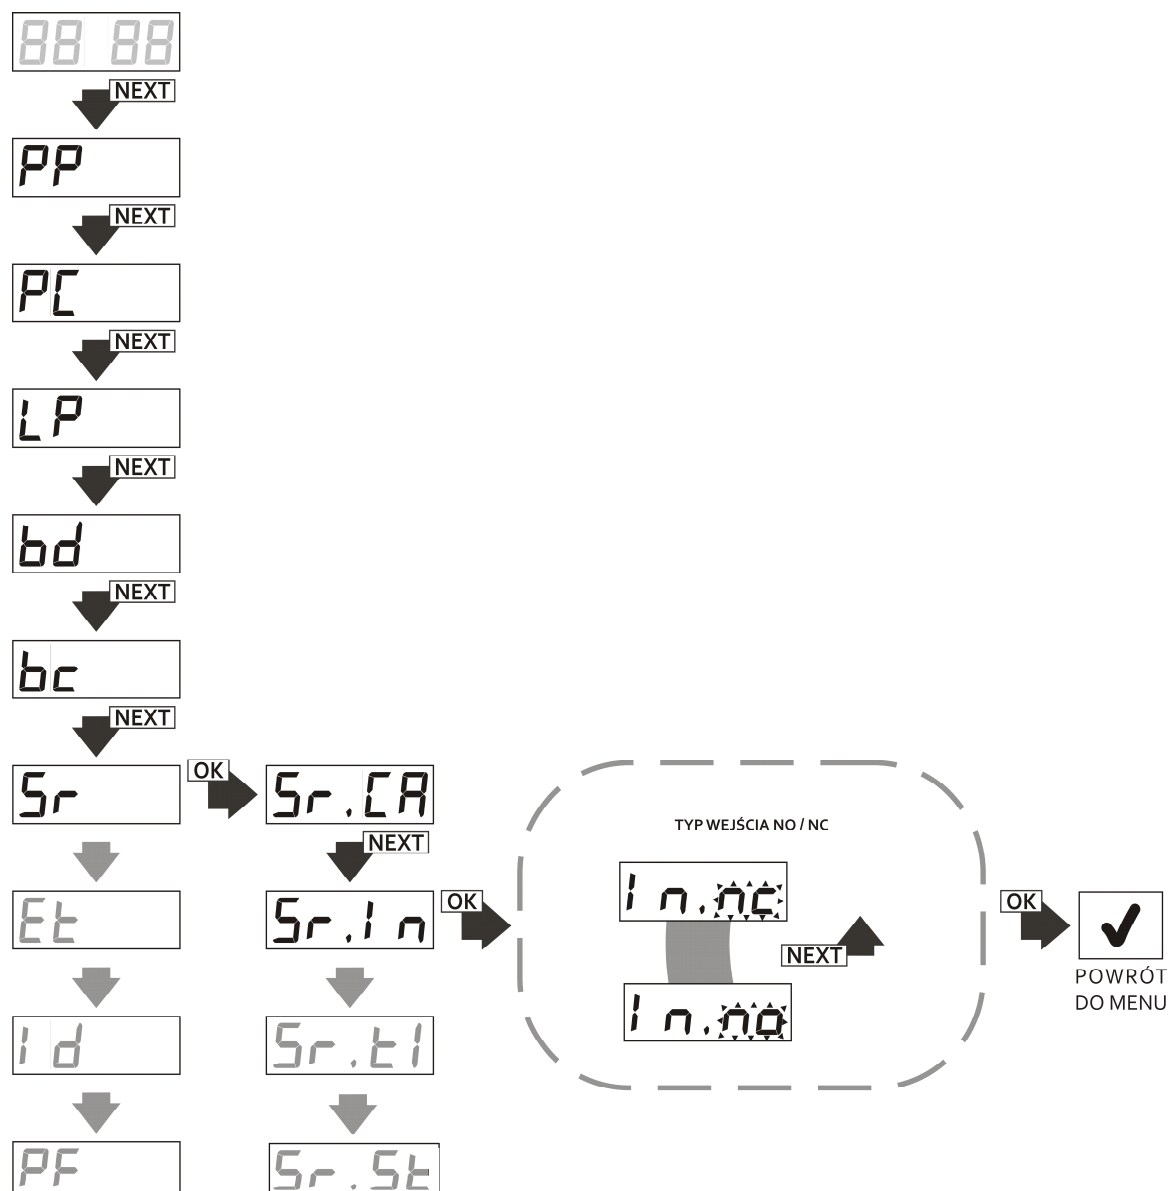 88 88
NEXT
PP
NEXT
PC
NEXT
LP
NEXT
bd
NEXT
bc
NEXT
Sr
OK
Sr.CA
NEXT
TYP WEJŚCIA NO / NC
Et
Sr.In
OK
In.nc
NEXT
In.no
OK
POWRÓT
DO MENU
Id
Sr.t1
PF
Sr.St